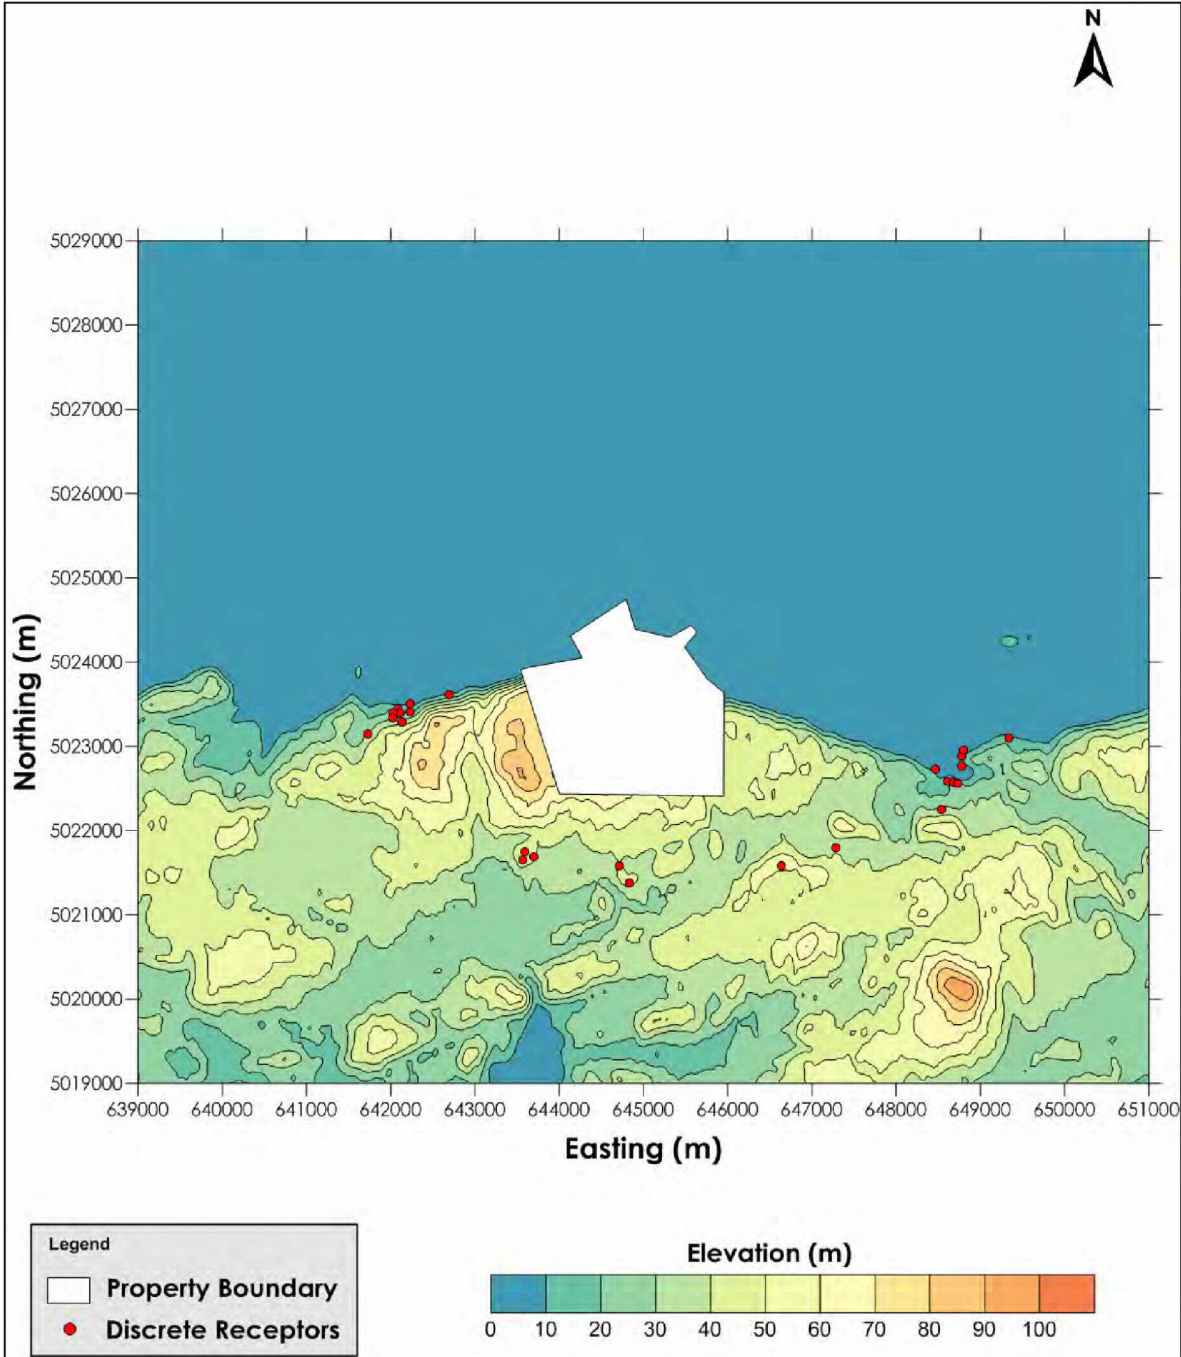 N
5029000
5028000
5027000
5026000
5025000
5024000
5023000
5022000
5021000
5020000
5019000
Northing (m)
639000 640000 641000 642000 643000 644000 645000 646000 647000 648000 649000 650000 651000
Easting (m)
Legend
Property Boundary
Discrete Receptors
Elevation (m)
0 10 20 30 40 50 60 70 80 90 100